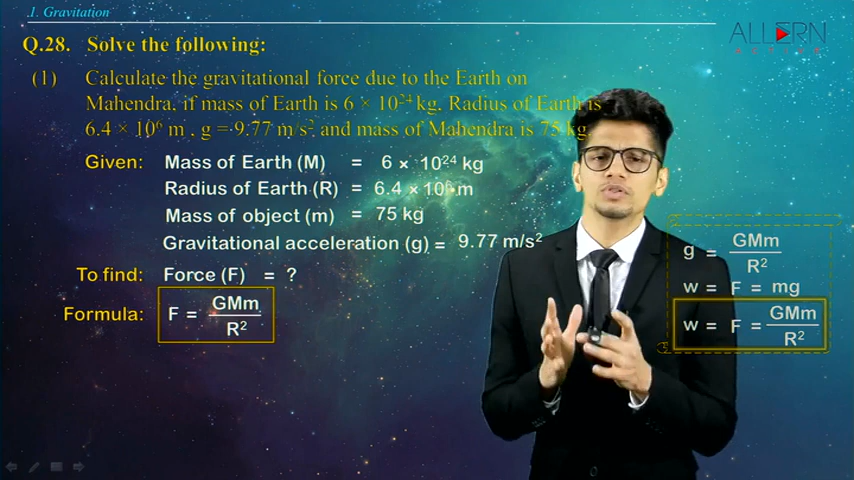 .1. Gravitation
ALLERN
Q.28. Solve the following:
(1) Calculate the gravitational force due to the Earth on
Mahendra, if mass of Earth is 6 × 10²⁴ kg, Radius of Earth is
6.4 × 10⁶ m , g = 9.77 m/s² and mass of Mahendra is 75 kg.
Given: Mass of Earth (M) = 6 × 10²⁴ kg
Radius of Earth (R) = 6.4 × 10⁶ m
Mass of object (m) = 75 kg
Gravitational acceleration (g) = 9.77 m/s²
To find: Force (F) = ?
Formula: F = GMm / R²
g = GMm / R²
w = F = mg
w = F = GMm / R²